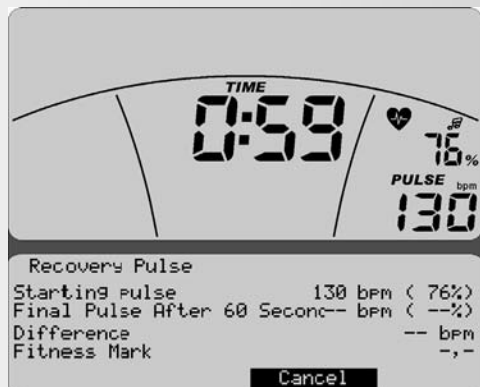 TIME
0:59
76%
PULSE bpm
130
Recovery Pulse
Starting pulse 130 bpm ( 76%)
Final Pulse After 60 Secon-- bpm ( --%)
Difference -- bpm
Fitness Mark -,-
Cancel